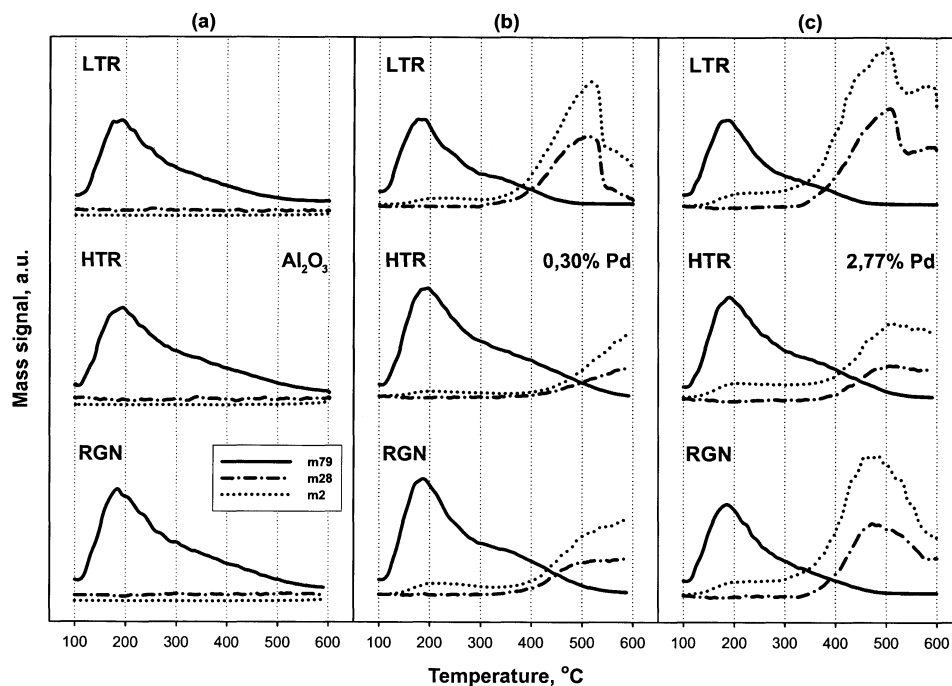 (a) (b) (c)
LTR LTR LTR
HTR Al₂O₃ HTR 0,30% Pd HTR 2,77% Pd
RGN RGN RGN
m79
m28
m2
Mass signal, a.u.
100 200 300 400 500 600 100 200 300 400 500 600 100 200 300 400 500 600
Temperature, °C